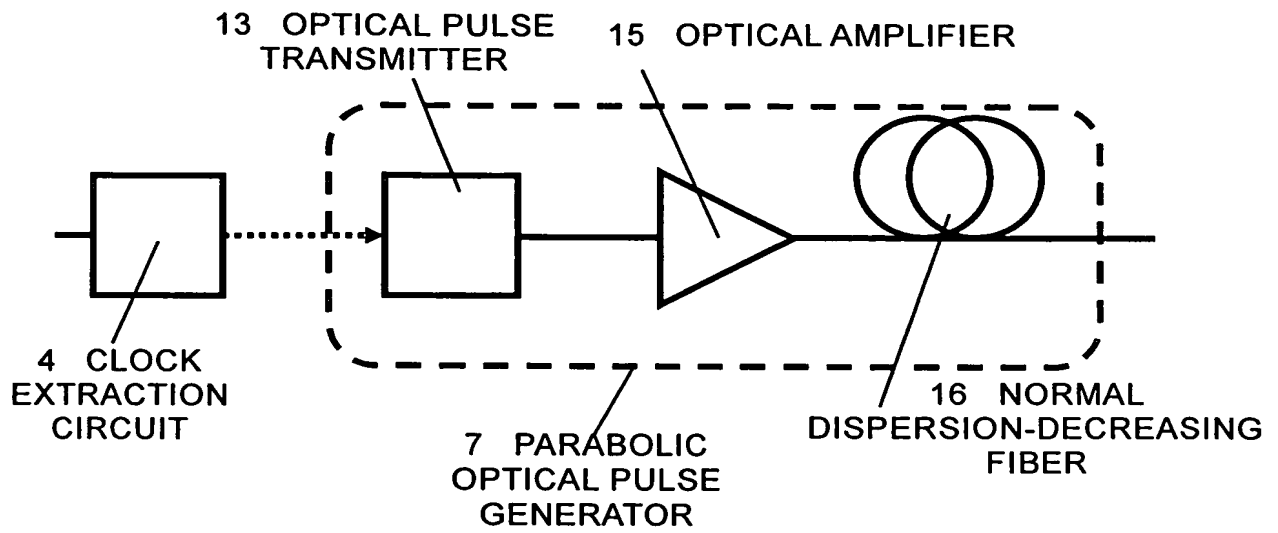 13 OPTICAL PULSE
TRANSMITTER
15 OPTICAL AMPLIFIER
4 CLOCK
EXTRACTION
CIRCUIT
7 PARABOLIC
OPTICAL PULSE
GENERATOR
16 NORMAL
DISPERSION-DECREASING
FIBER